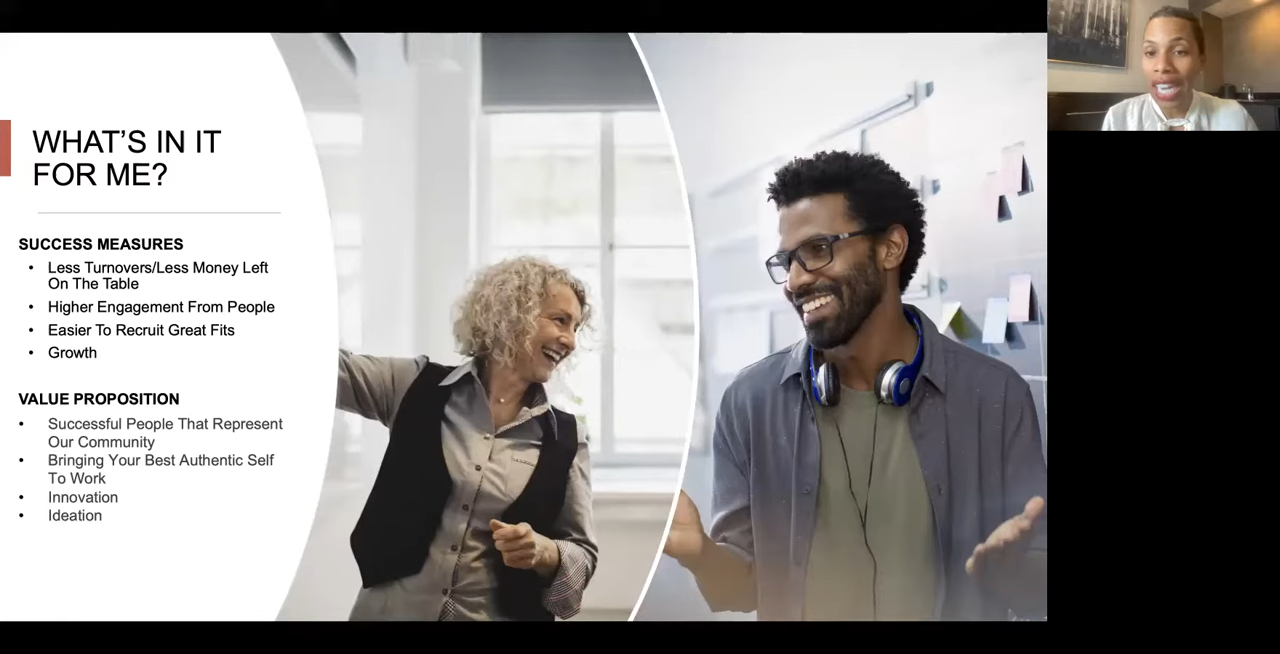 WHAT'S IN IT
FOR ME?
SUCCESS MEASURES
• Less Turnovers/Less Money Left
On The Table
• Higher Engagement From People
• Easier To Recruit Great Fits
• Growth
VALUE PROPOSITION
• Successful People That Represent
Our Community
• Bringing Your Best Authentic Self
To Work
• Innovation
• Ideation